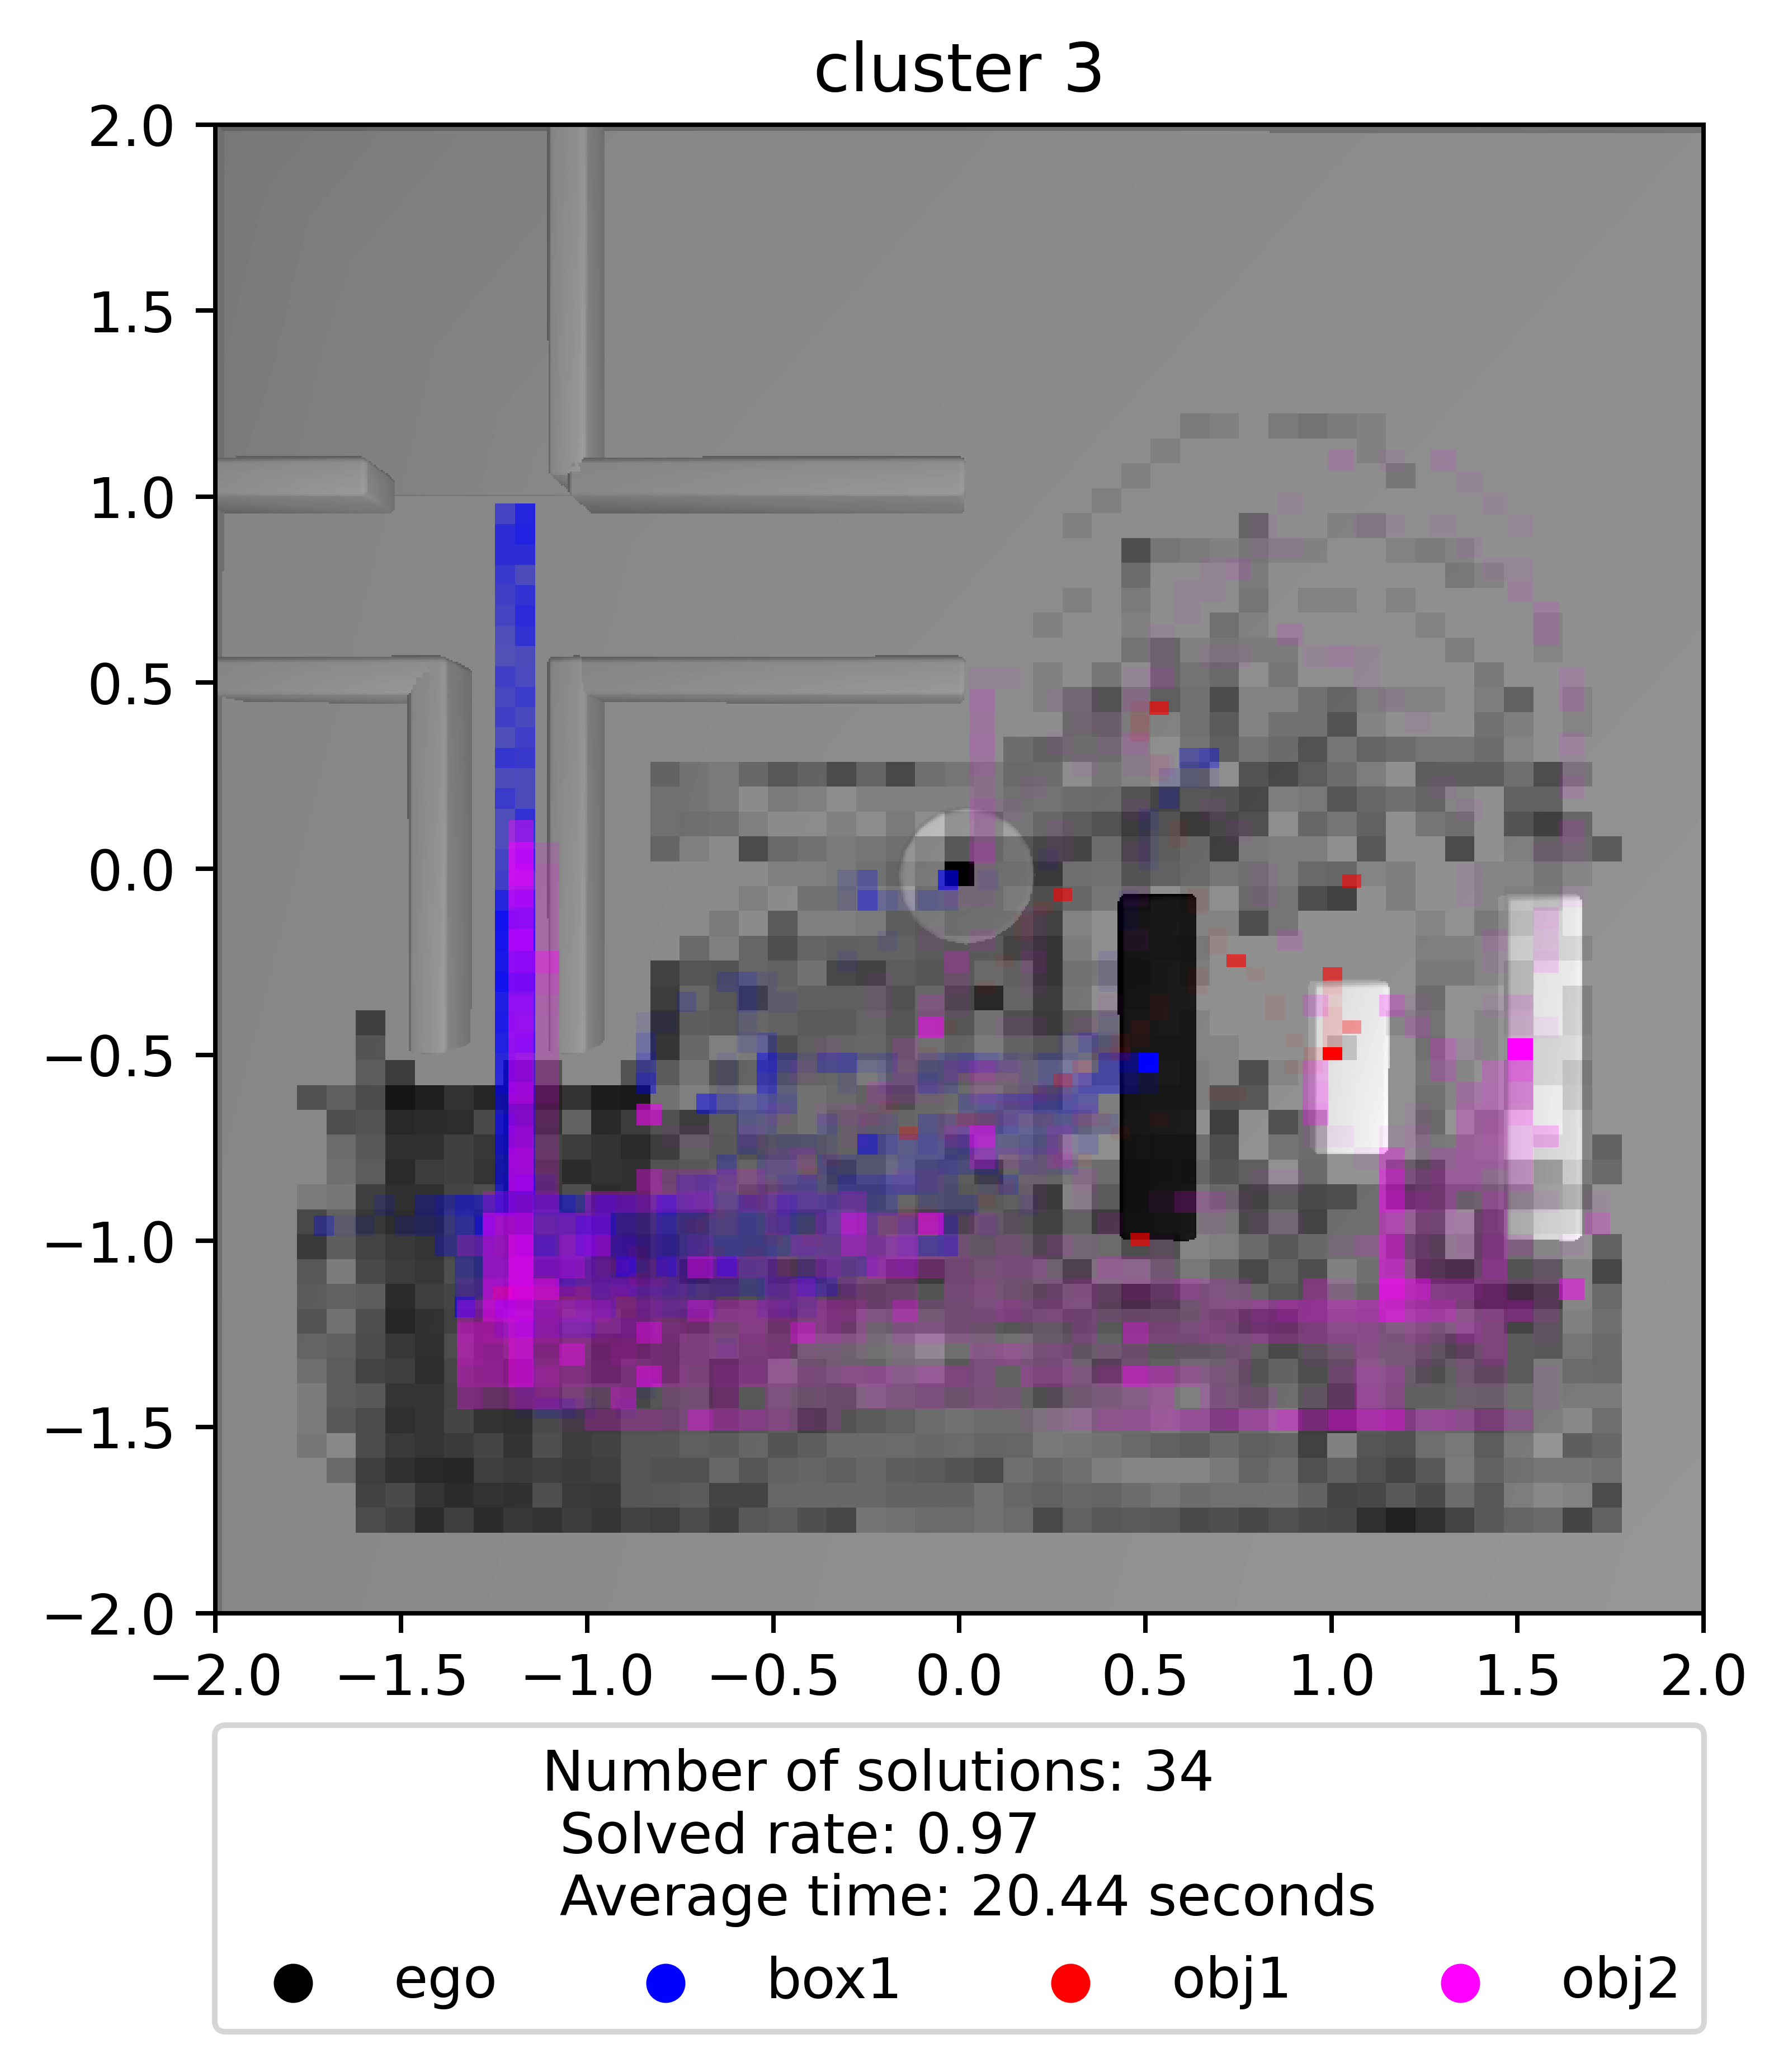 cluster 3
2.0
1.5
1.0
0.5
0.0
−0.5
−1.0
−1.5
−2.0
−2.0 −1.5 −1.0 −0.5 0.0 0.5 1.0 1.5 2.0
Number of solutions: 34
Solved rate: 0.97
Average time: 20.44 seconds
ego box1 obj1 obj2